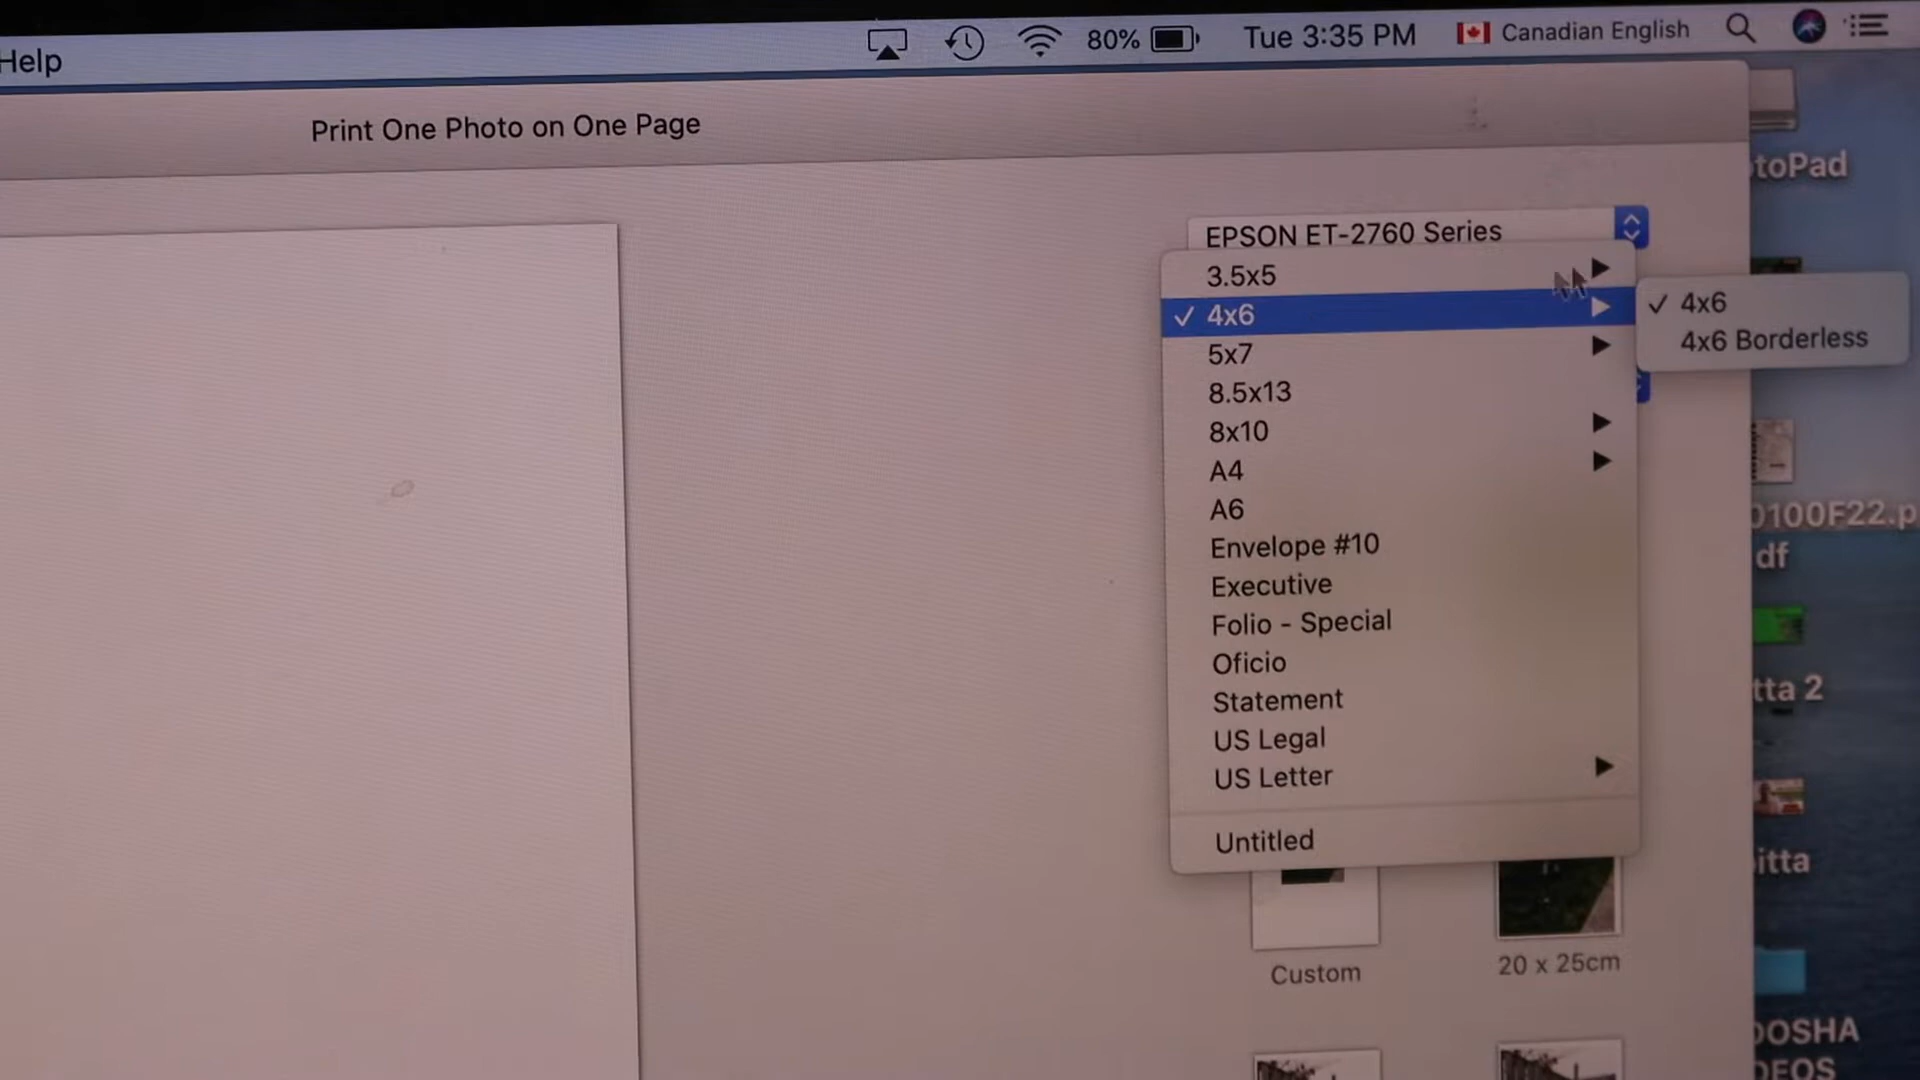 Help
80%
Tue 3:35 PM
Canadian English
Print One Photo on One Page
toPad
EPSON ET-2760 Series
3.5x5
✓ 4x6
5x7
8.5x13
8x10
A4
A6
Envelope #10
Executive
Folio - Special
Oficio
Statement
US Legal
US Letter
Untitled
✓ 4x6
4x6 Borderless
0100F22.p
df
tta 2
itta
Custom
20 x 25cm
OSHA